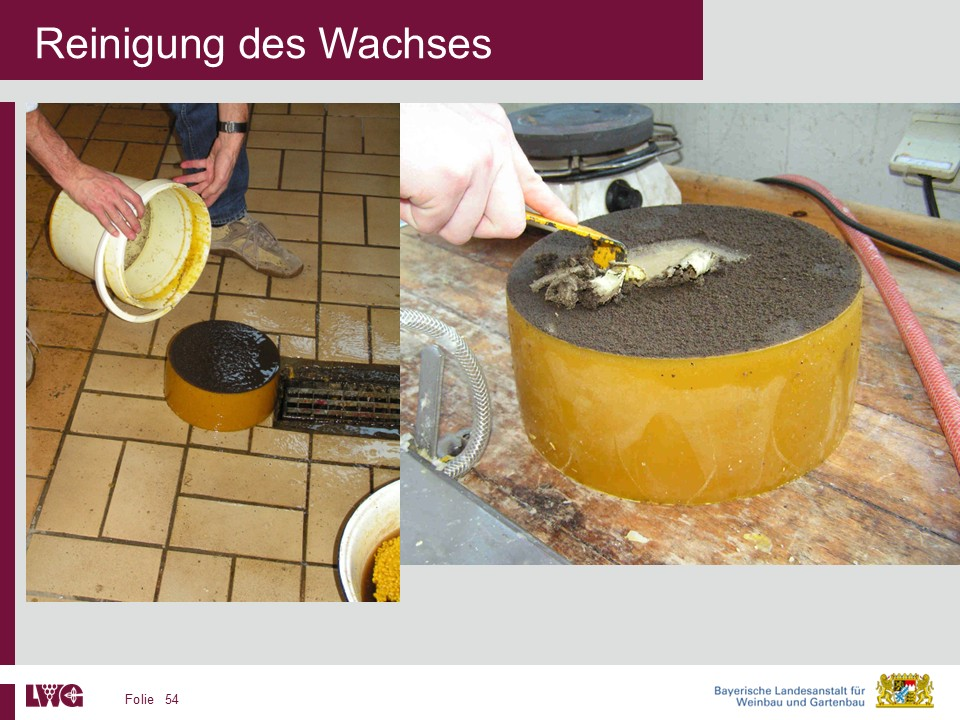 Reinigung des Wachses
LWG
Folie 54
Bayerische Landesanstalt für
Weinbau und Gartenbau